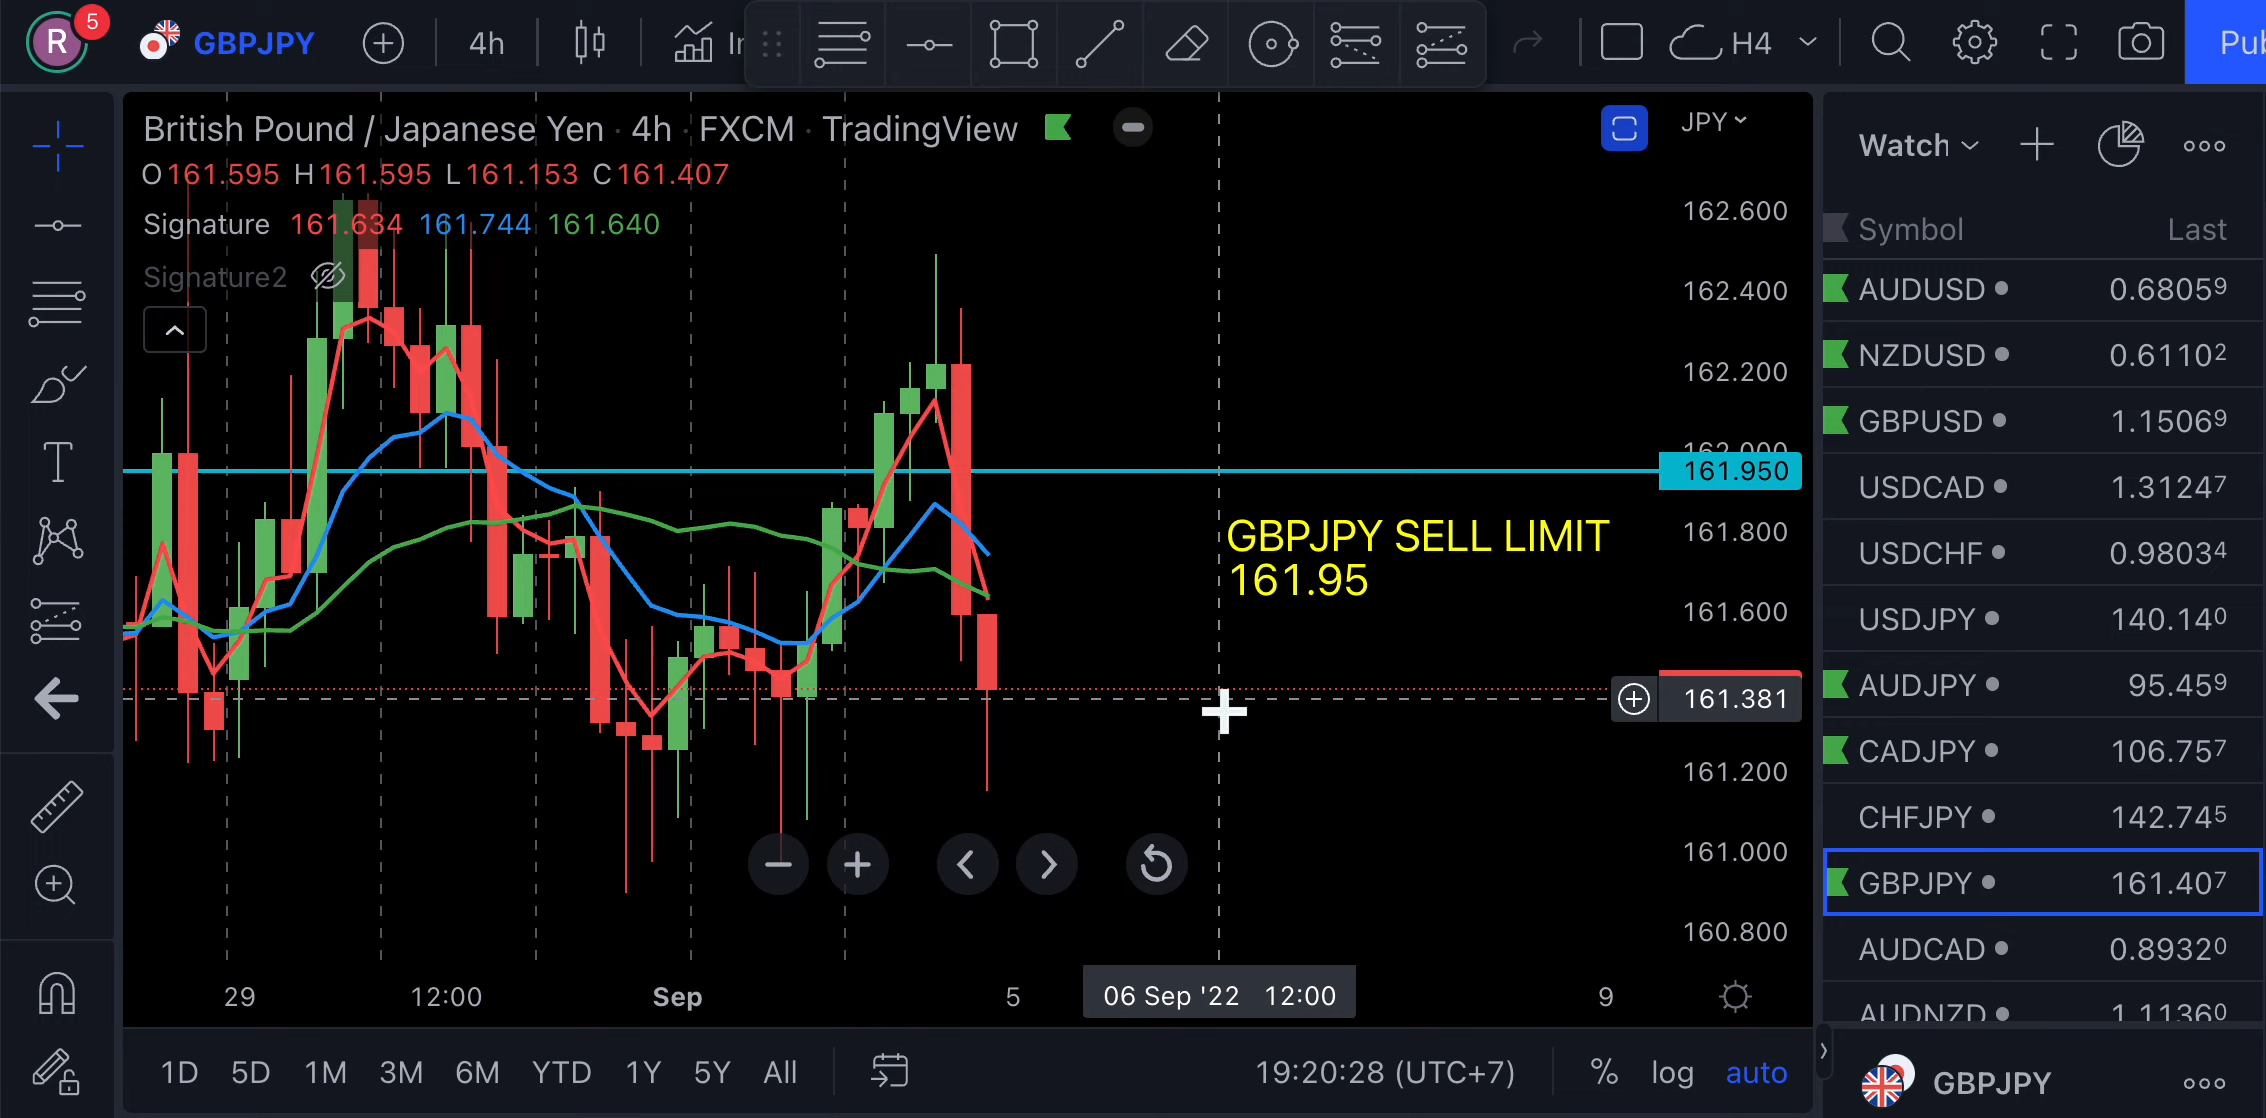 R 5 GBPJPY 4h H4
British Pound / Japanese Yen · 4h · FXCM · TradingView
O161.595 H161.595 L161.153 C161.407
Signature 161.634 161.744 161.640
Signature2
JPY
162.600
162.400
162.200
161.950
161.800
161.600
161.381
161.200
161.000
160.800
GBPJPY SELL LIMIT
161.95
29 12:00 Sep 5 06 Sep '22 12:00 9
1D 5D 1M 3M 6M YTD 1Y 5Y All 19:20:28 (UTC+7) % log auto
Watch
Symbol Last
AUDUSD 0.68059
NZDUSD 0.61102
GBPUSD 1.15069
USDCAD 1.31247
USDCHF 0.98034
USDJPY 140.140
AUDJPY 95.459
CADJPY 106.757
CHFJPY 142.745
GBPJPY 161.407
AUDCAD 0.89320
AUDNZD 1.11360
GBPJPY